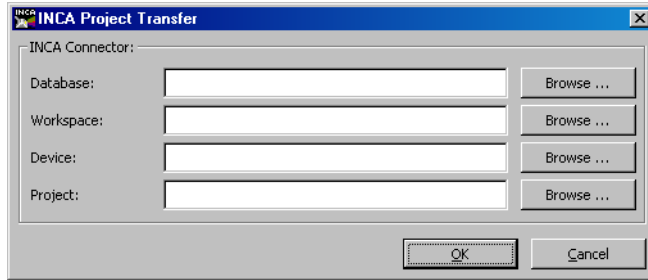 INCA Project Transfer
INCA Connector:
Database: Browse ...
Workspace: Browse ...
Device: Browse ...
Project: Browse ...
OK Cancel